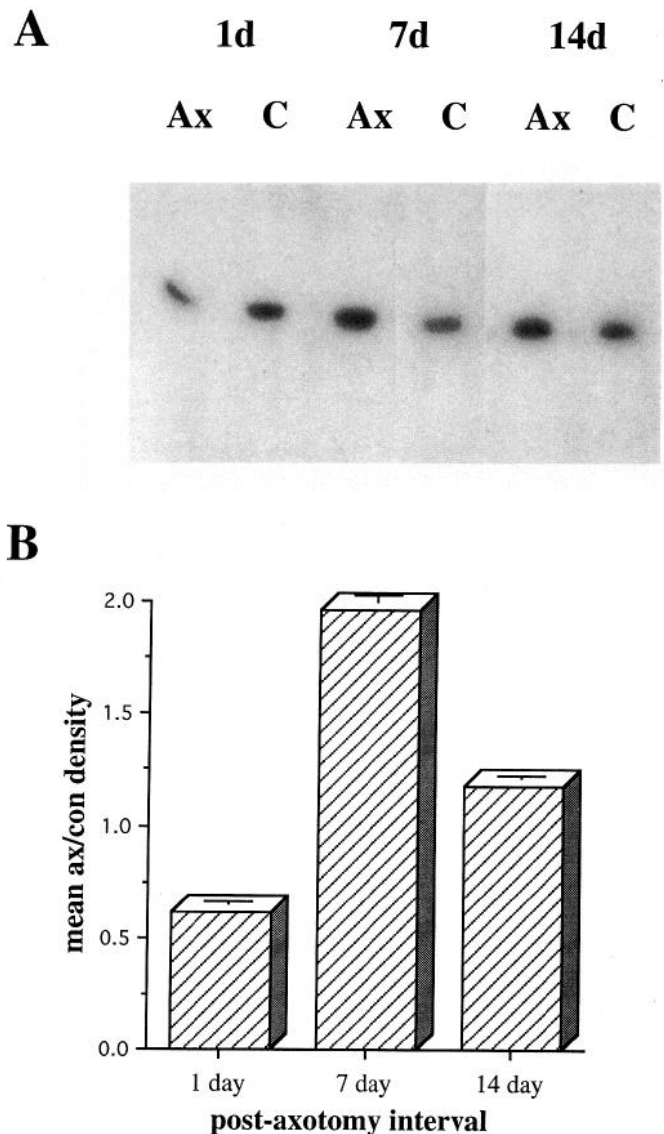 A
1d 7d 14d
Ax C Ax C Ax C
B
2.0
1.5
1.0
0.5
0.0
mean ax/con density
1 day 7 day 14 day
post-axotomy interval